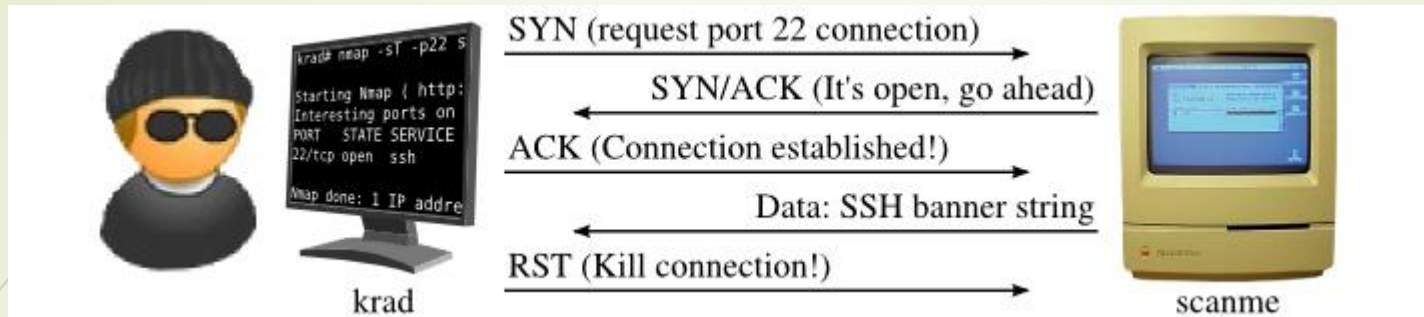 krad# nmap -sT -p22 s
Starting Nmap ( http:
Interesting ports on
PORT STATE SERVICE
22/tcp open ssh
Nmap done: 1 IP addre
krad
SYN (request port 22 connection)
SYN/ACK (It's open, go ahead)
ACK (Connection established!)
Data: SSH banner string
RST (Kill connection!)
scanme